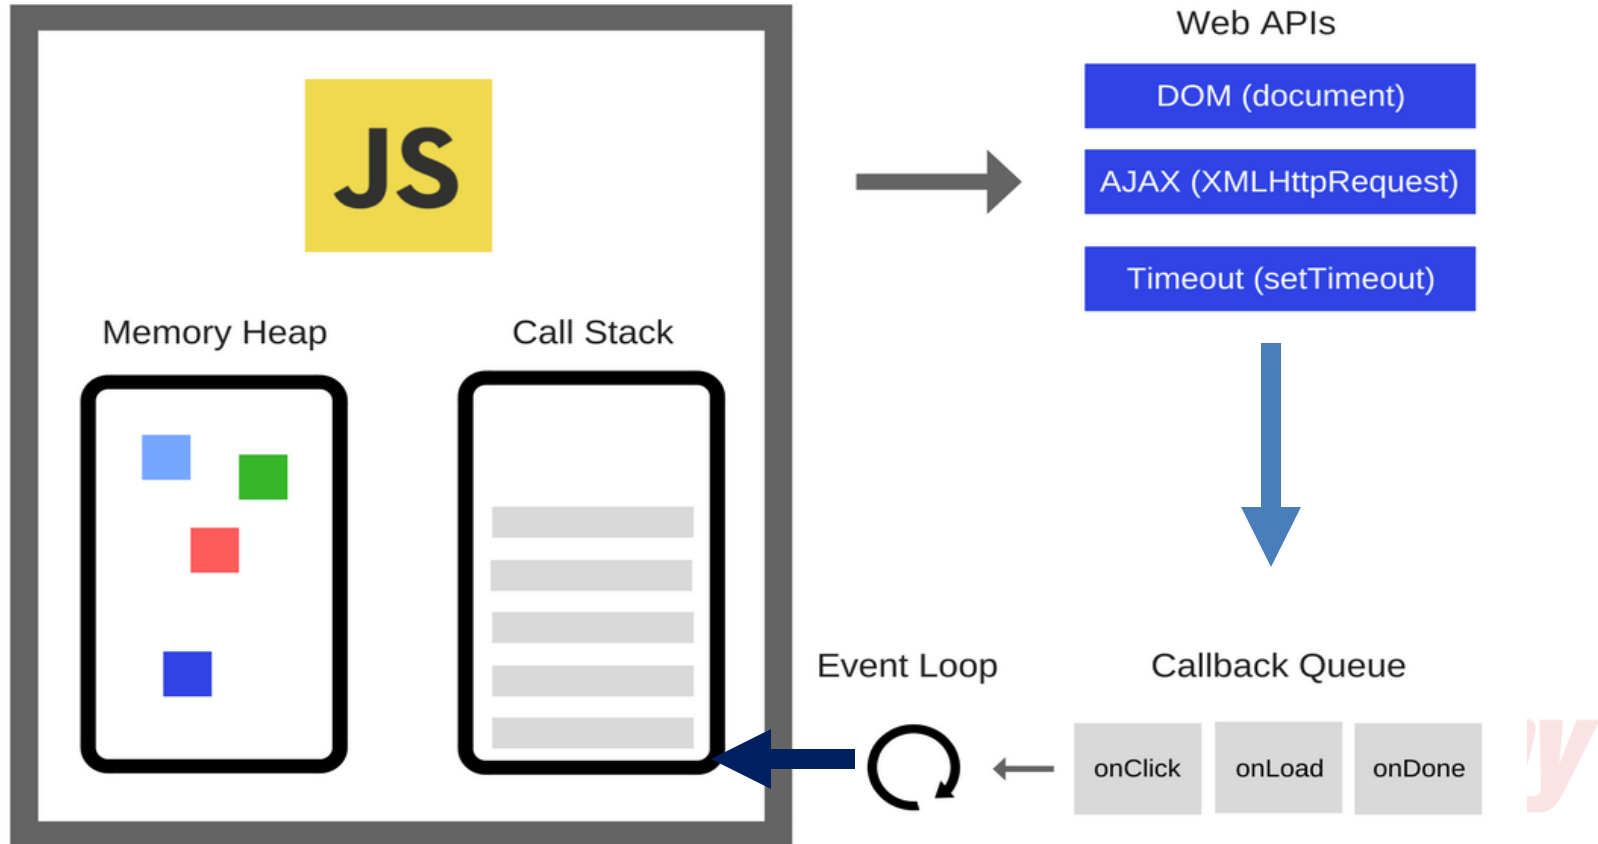 Web APIs
DOM (document)
JS
AJAX (XMLHttpRequest)
Timeout (setTimeout)
Memory Heap
Call Stack
Event Loop
Callback Queue
onClick
onLoad
onDone